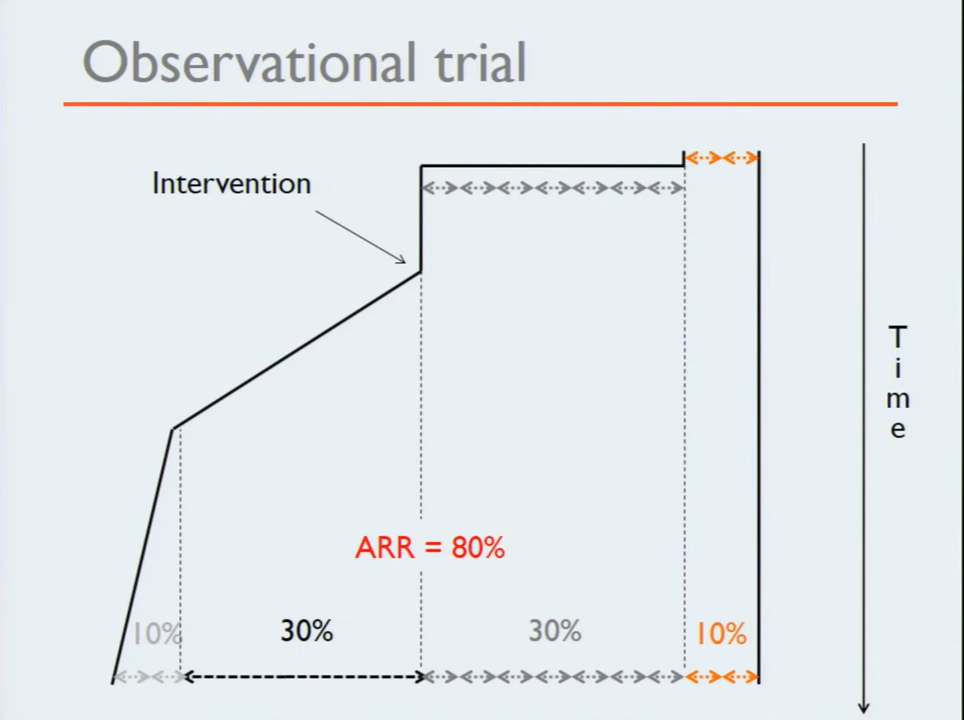 Observational trial
Intervention
T
i
m
e
ARR = 80%
10%
30%
30%
10%